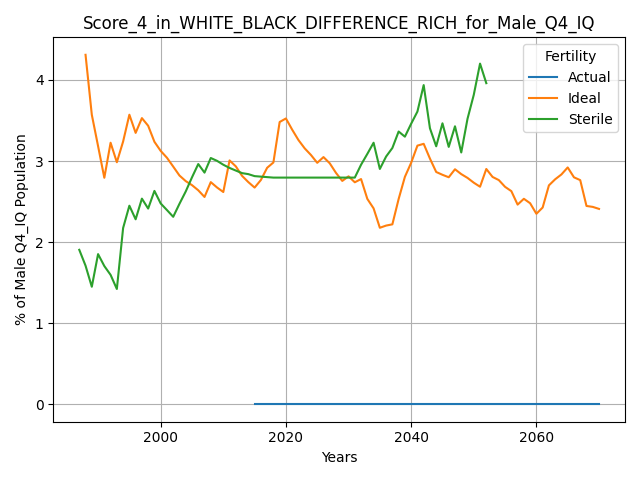 Score_4_in_WHITE_BLACK_DIFFERENCE_RICH_for_Male_Q4_IQ
Fertility
Actual
Ideal
Sterile
% of Male Q4_IQ Population
4
3
2
1
0
2000
2020
2040
2060
Years